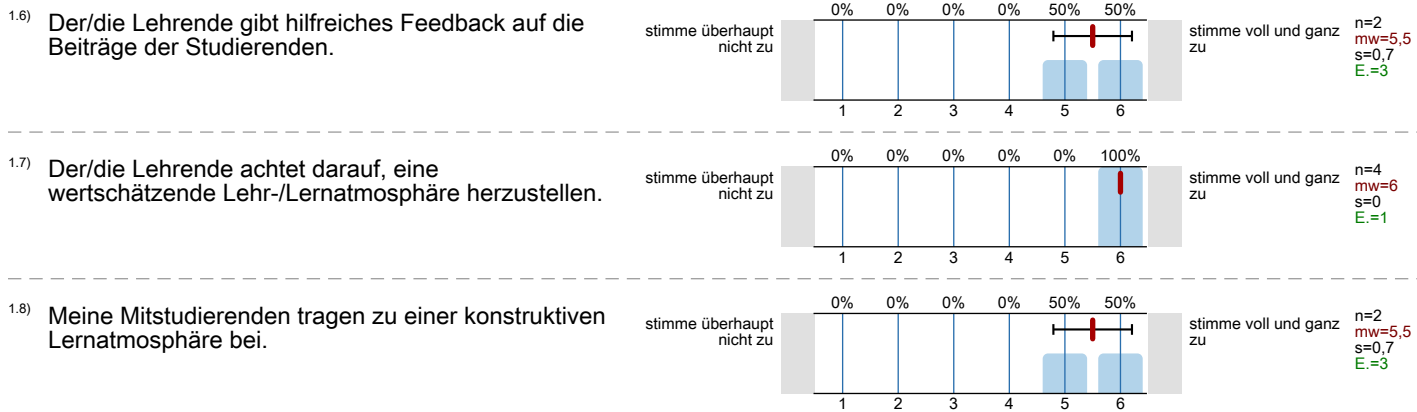 1.6) Der/die Lehrende gibt hilfreiches Feedback auf die
Beiträge der Studierenden.
stimme überhaupt
nicht zu
0% 0% 0% 0% 50% 50%
1 2 3 4 5 6
stimme voll und ganz
zu
n=2
mw=5,5
s=0,7
E.=3
1.7) Der/die Lehrende achtet darauf, eine
wertschätzende Lehr-/Lernatmosphäre herzustellen.
stimme überhaupt
nicht zu
0% 0% 0% 0% 0% 100%
1 2 3 4 5 6
stimme voll und ganz
zu
n=4
mw=6
s=0
E.=1
1.8) Meine Mitstudierenden tragen zu einer konstruktiven
Lernatmosphäre bei.
stimme überhaupt
nicht zu
0% 0% 0% 0% 50% 50%
1 2 3 4 5 6
stimme voll und ganz
zu
n=2
mw=5,5
s=0,7
E.=3